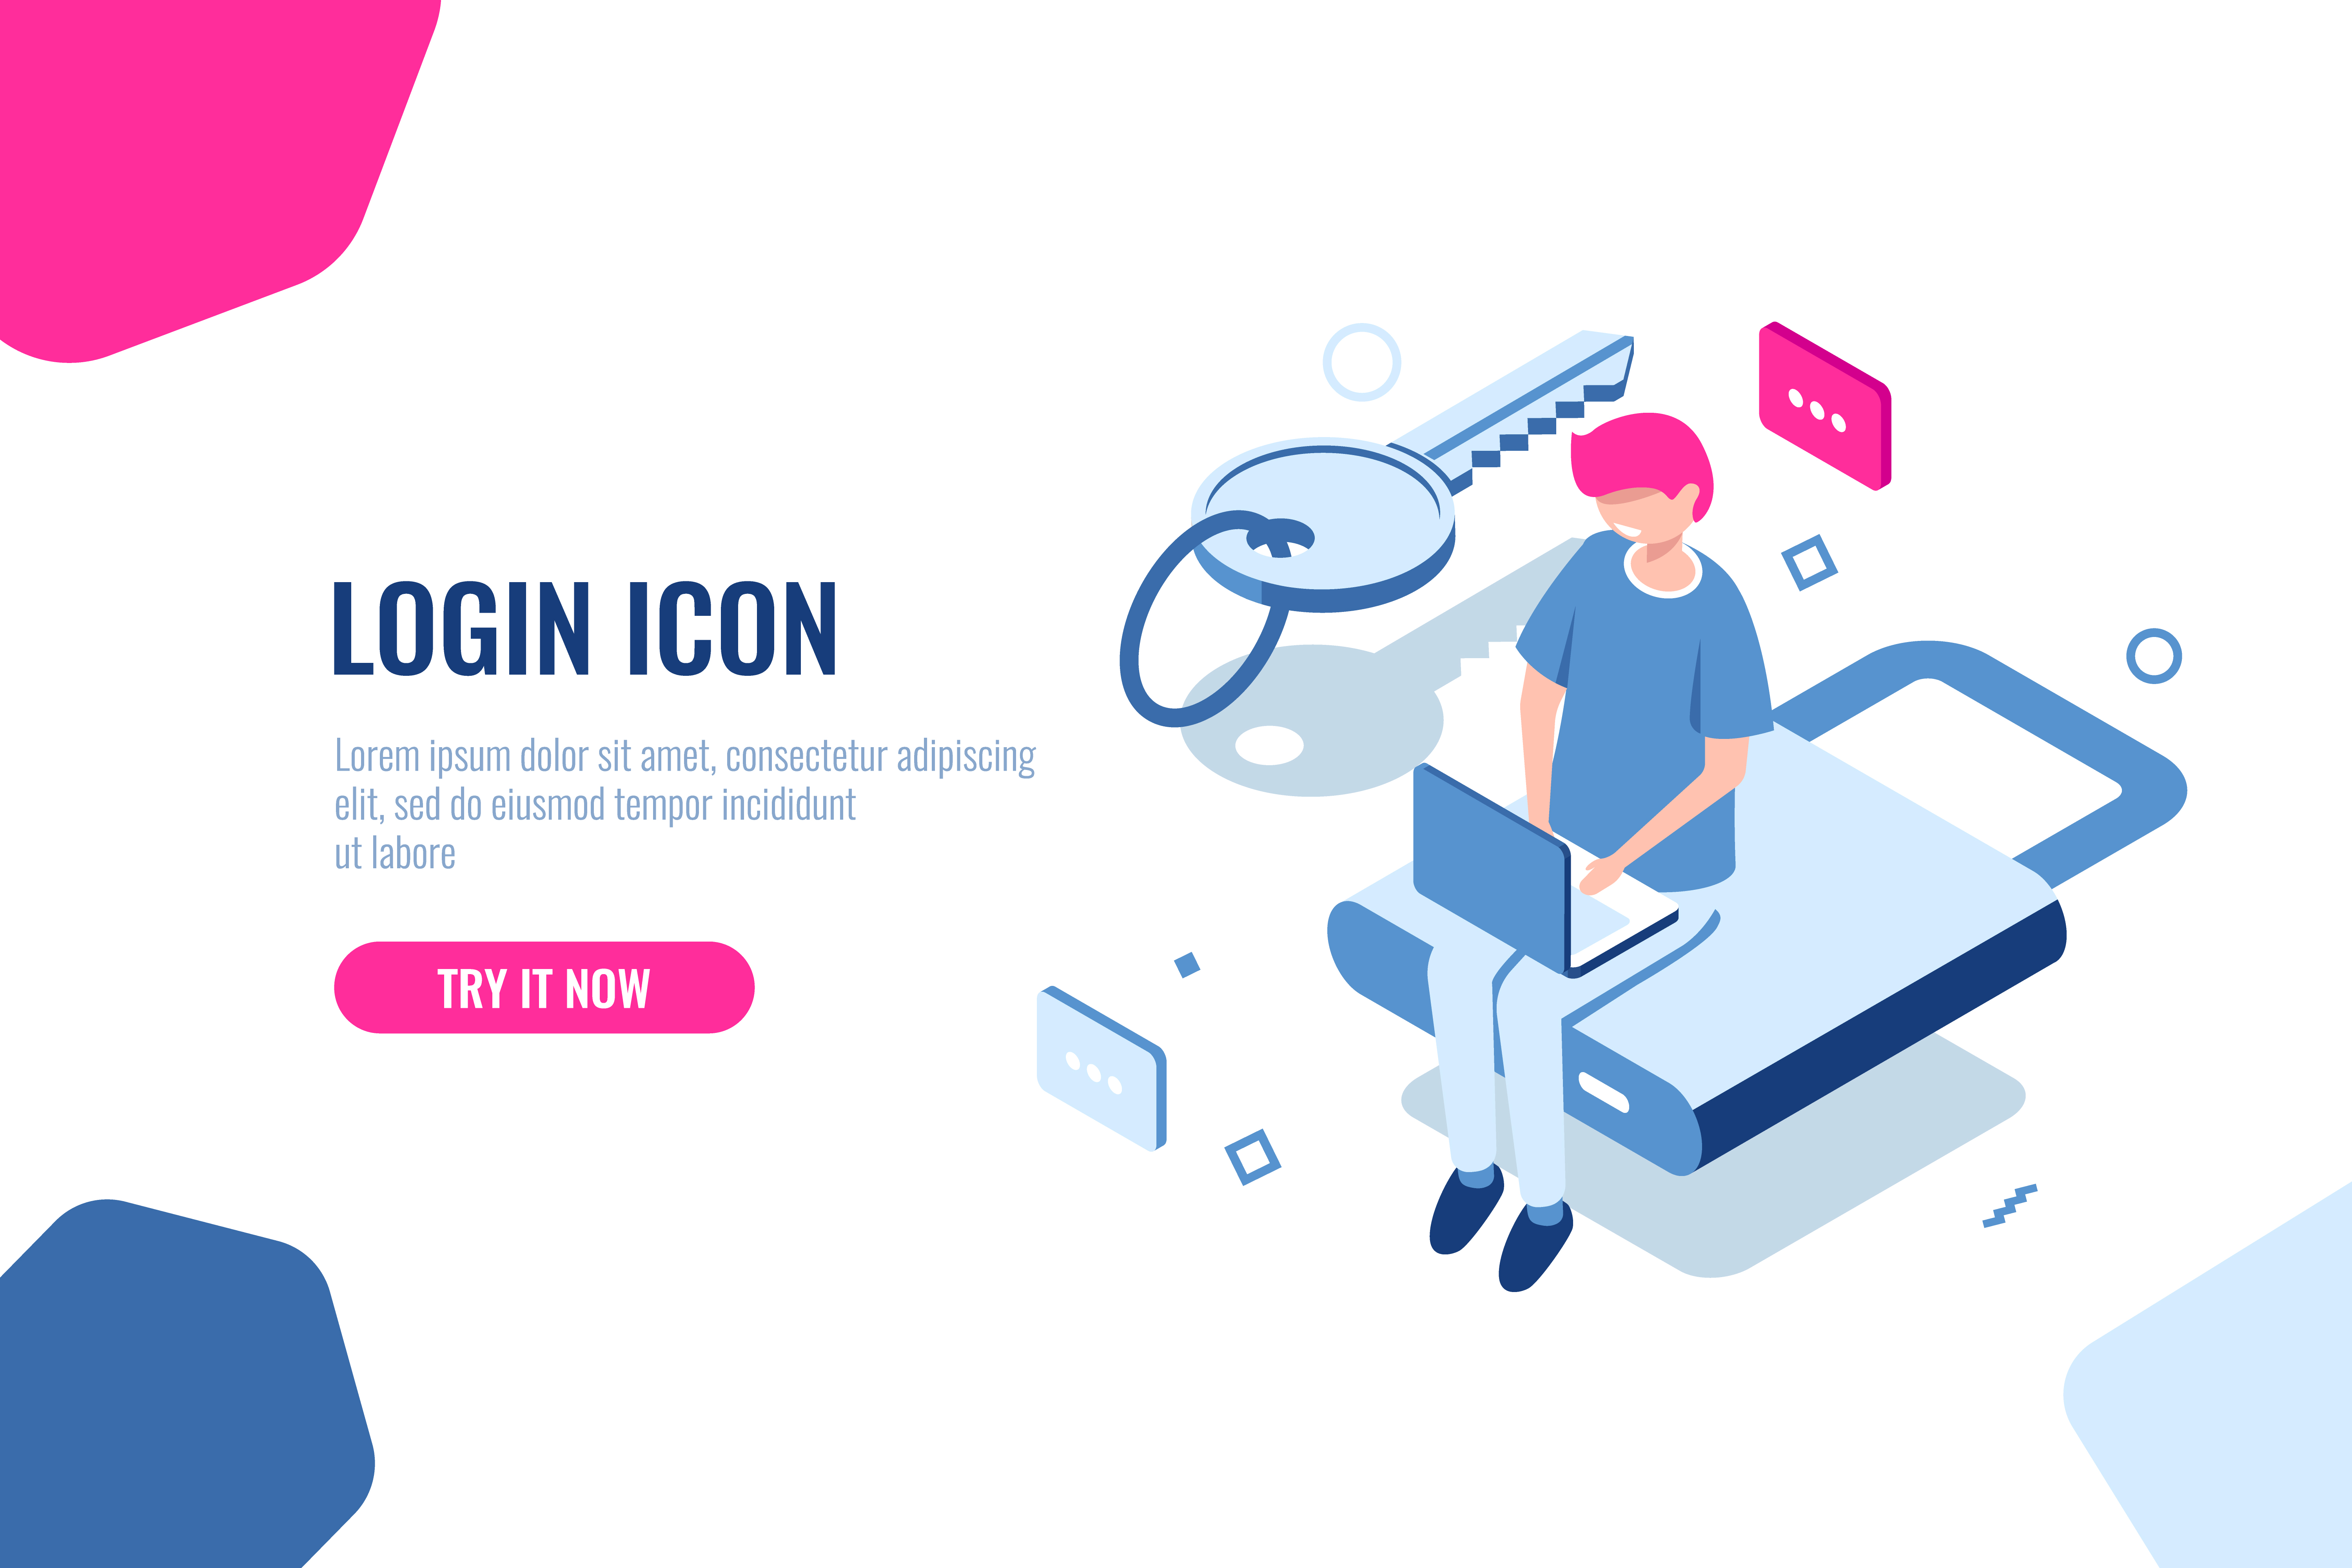 LOGIN ICON
Lorem ipsum dolor sit amet, consectetur adipiscing
elit, sed do eiusmod tempor incididunt
ut labore
TRY IT NOW